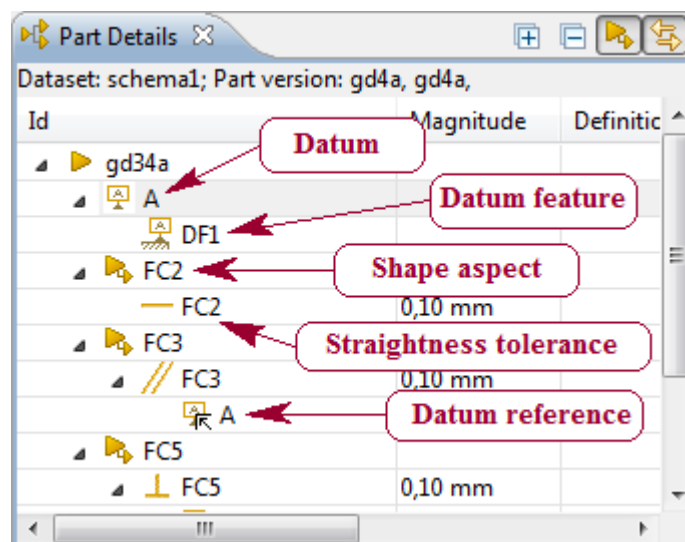 Part Details
Dataset: schema1; Part version: gd4a, gd4a,
Id Magnitude Definitic
Datum
gd34a
A
Datum feature
DF1
FC2
Shape aspect
FC2 0,10 mm
FC3
Straightness tolerance
FC3 0,10 mm
A
Datum reference
FC5
FC5 0,10 mm